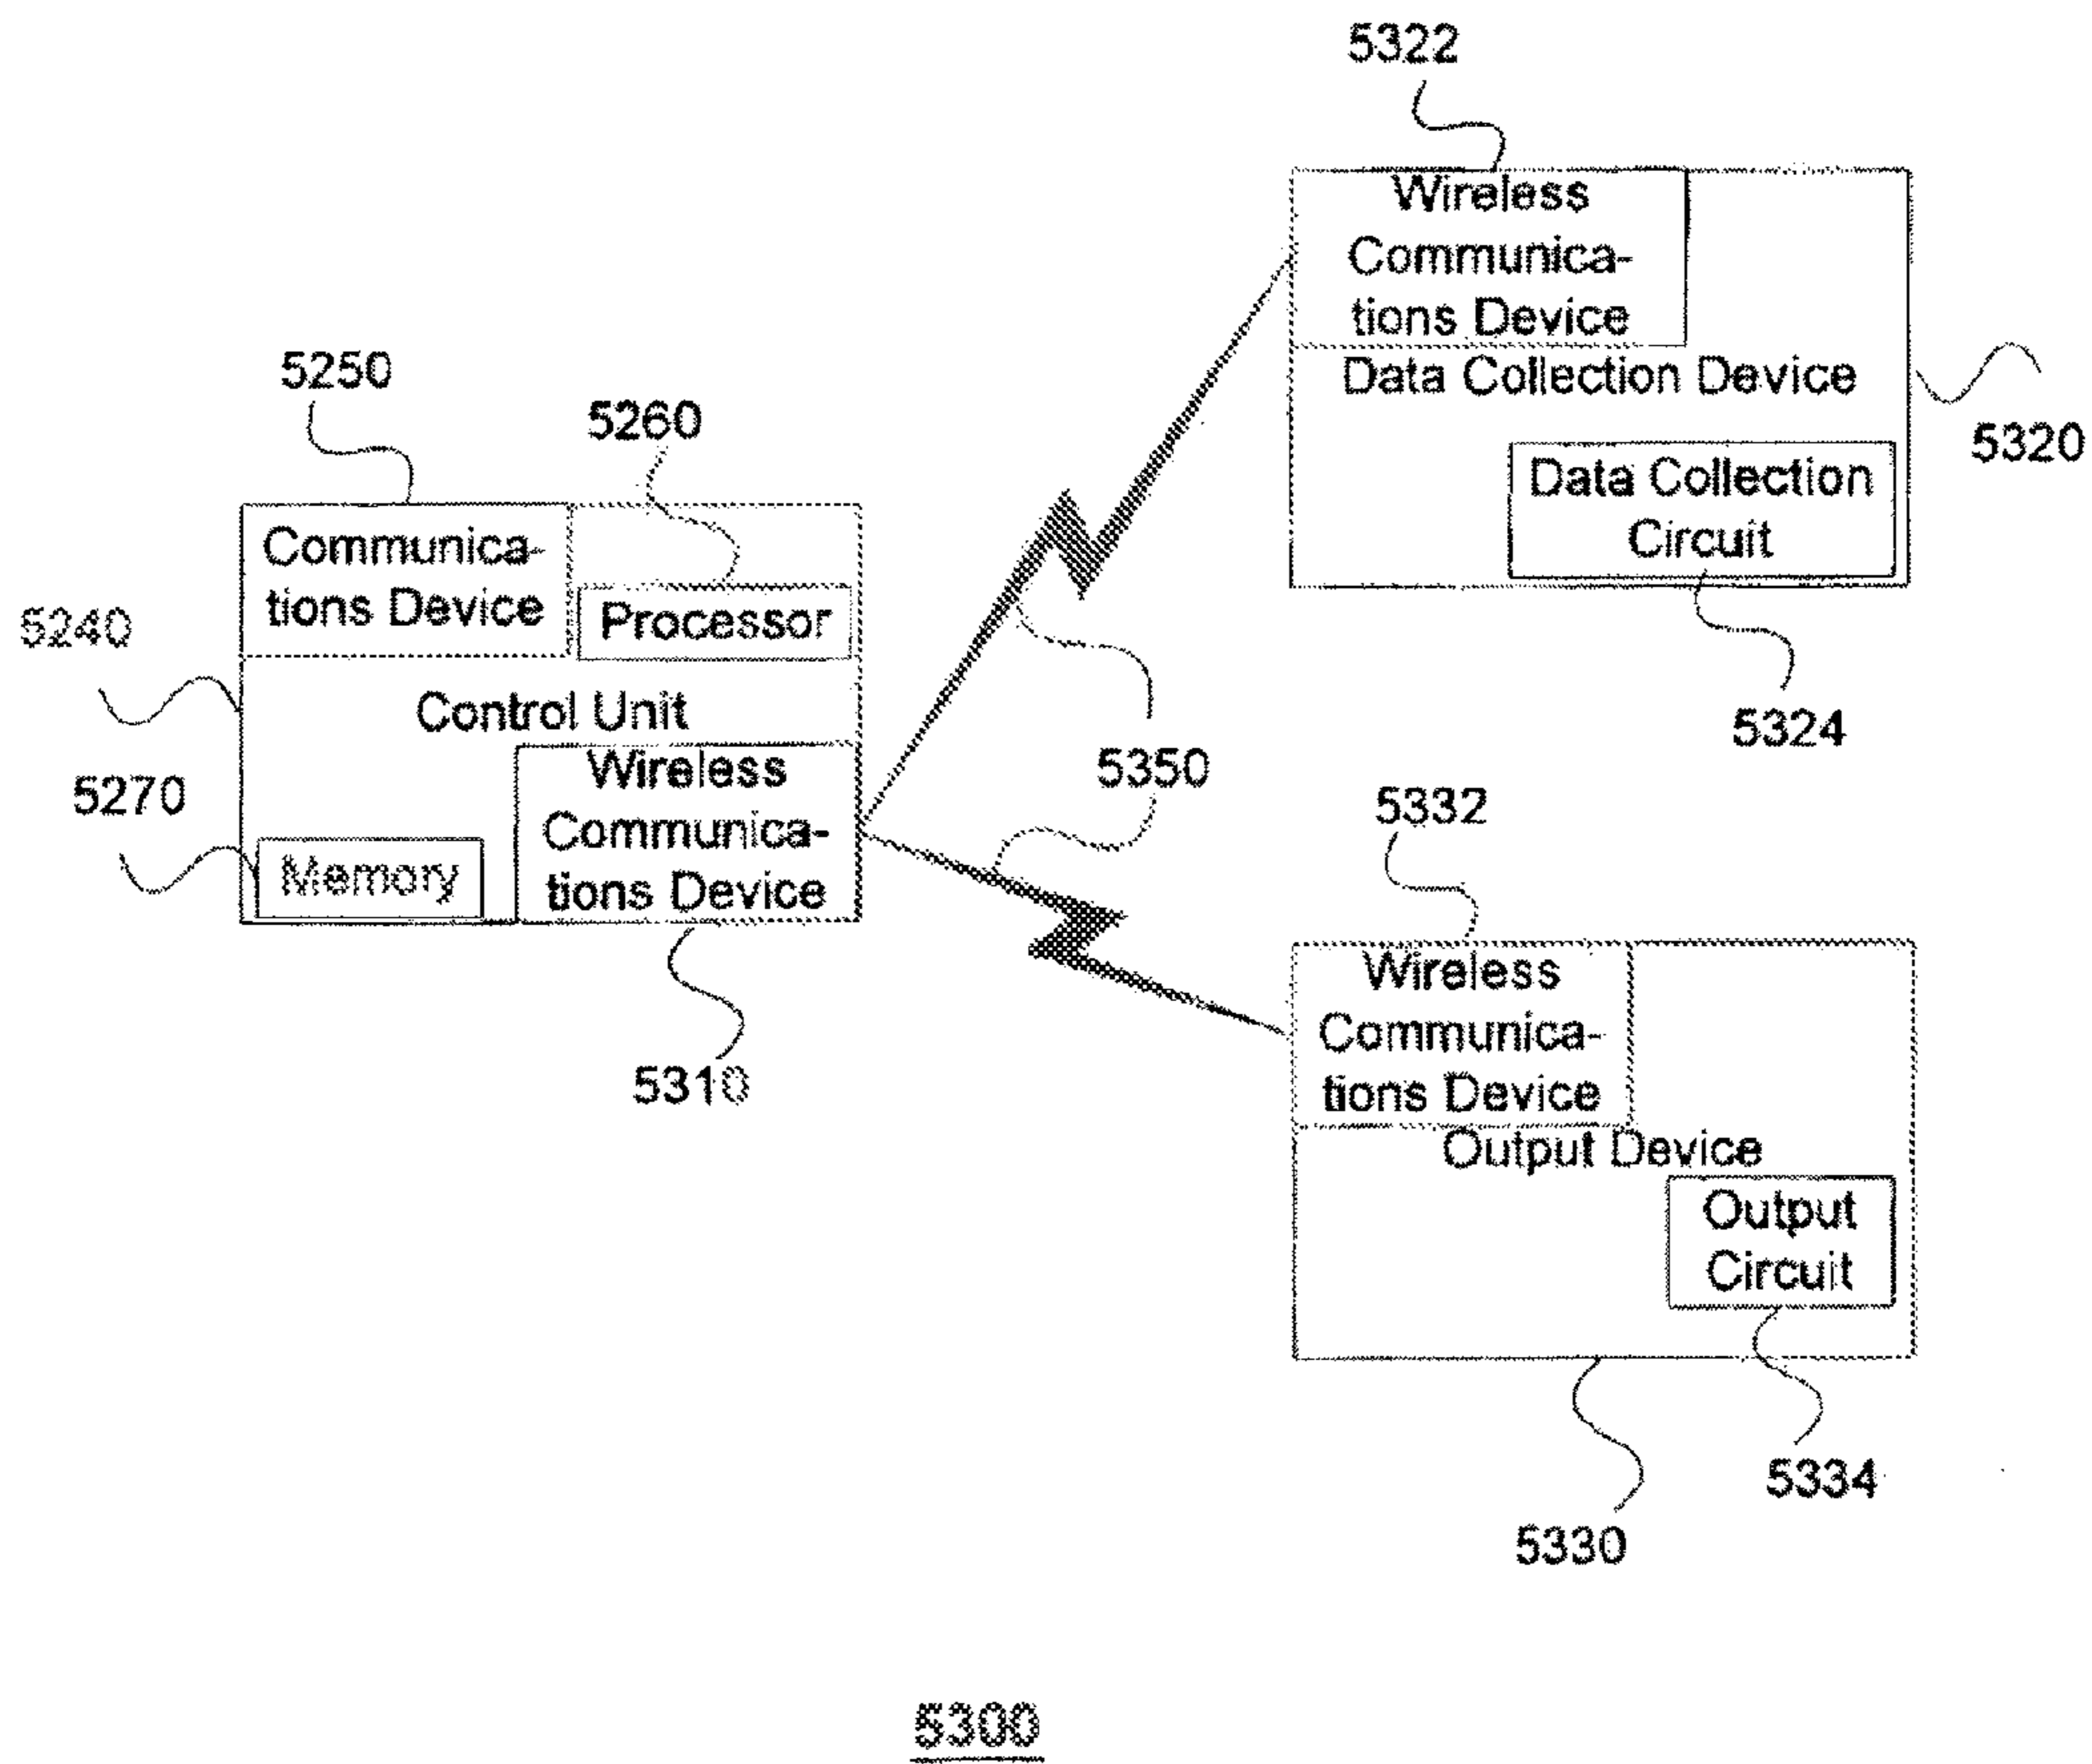 5322
Wireless
Communica-
tions Device
Data Collection Device
5320
Data Collection
Circuit
5324
5250
5260
Communica-
tions Device
Processor
5240
Control Unit
5270
Wireless
Communica-
tions Device
Memory
5310
5350
5332
Wireless
Communica-
tions Device
Output Device
Output
Circuit
5334
5330
5300